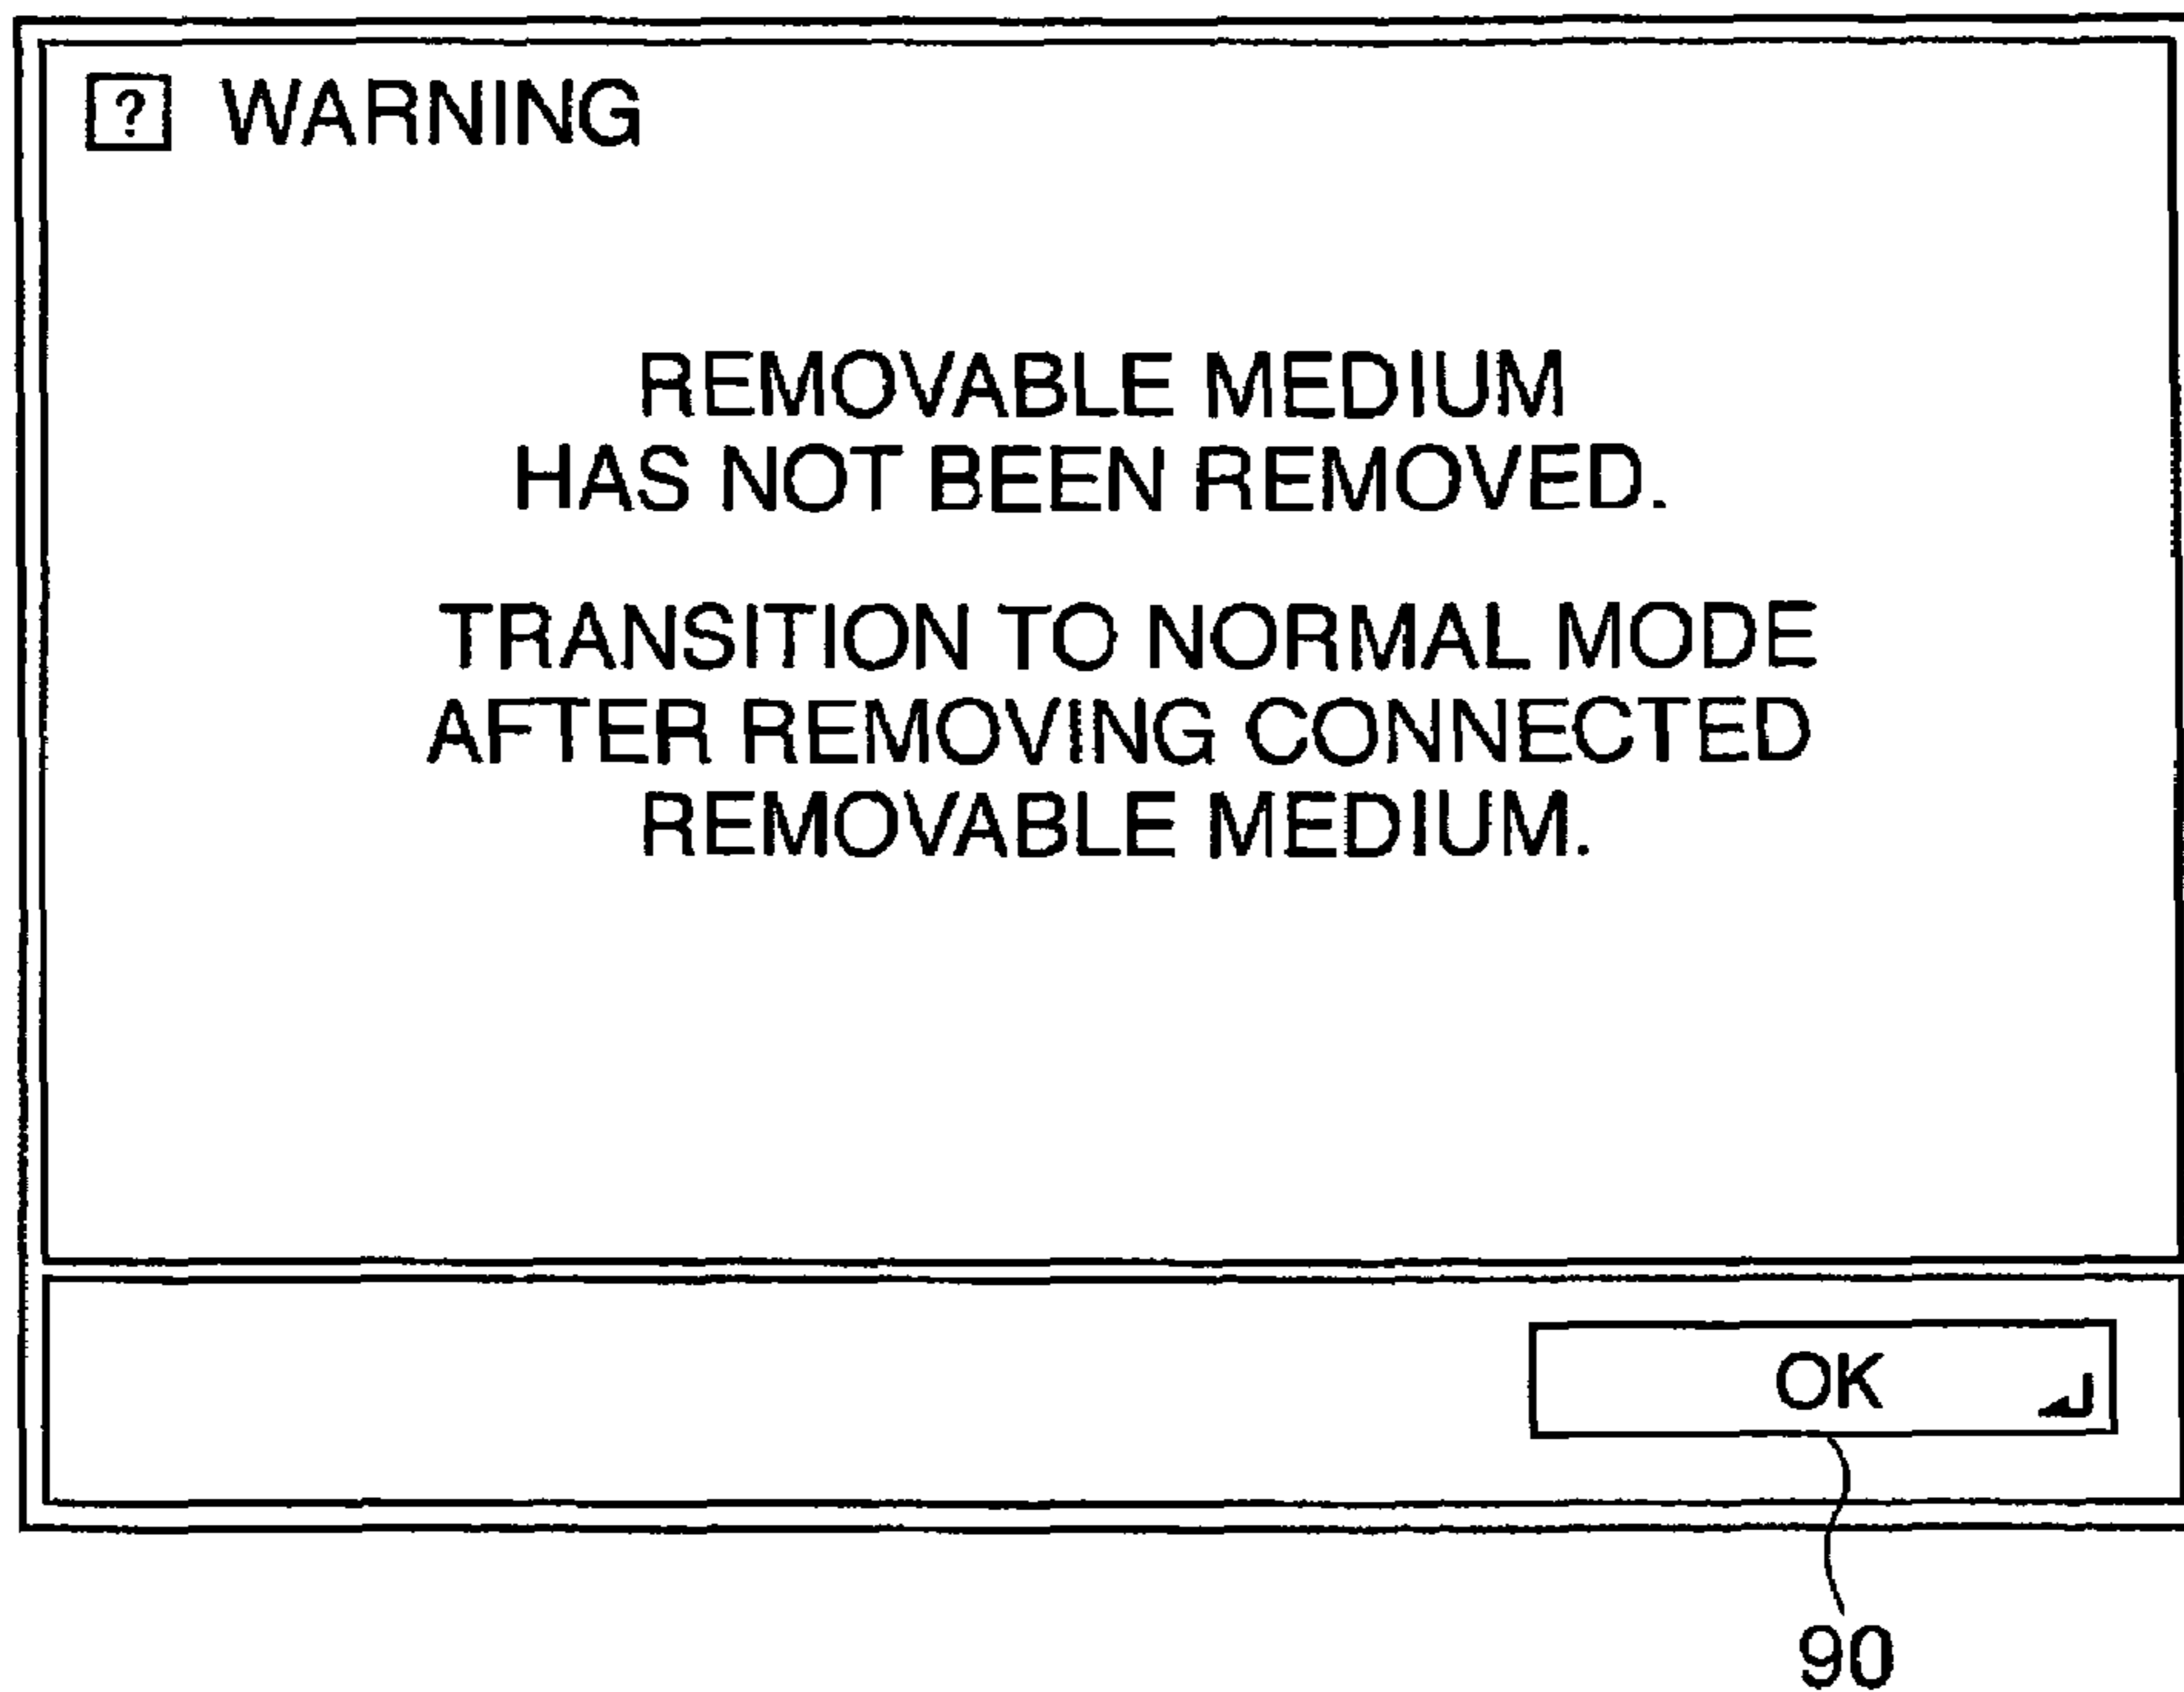 ? WARNING
REMOVABLE MEDIUM
HAS NOT BEEN REMOVED.
TRANSITION TO NORMAL MODE
AFTER REMOVING CONNECTED
REMOVABLE MEDIUM.
OK
90